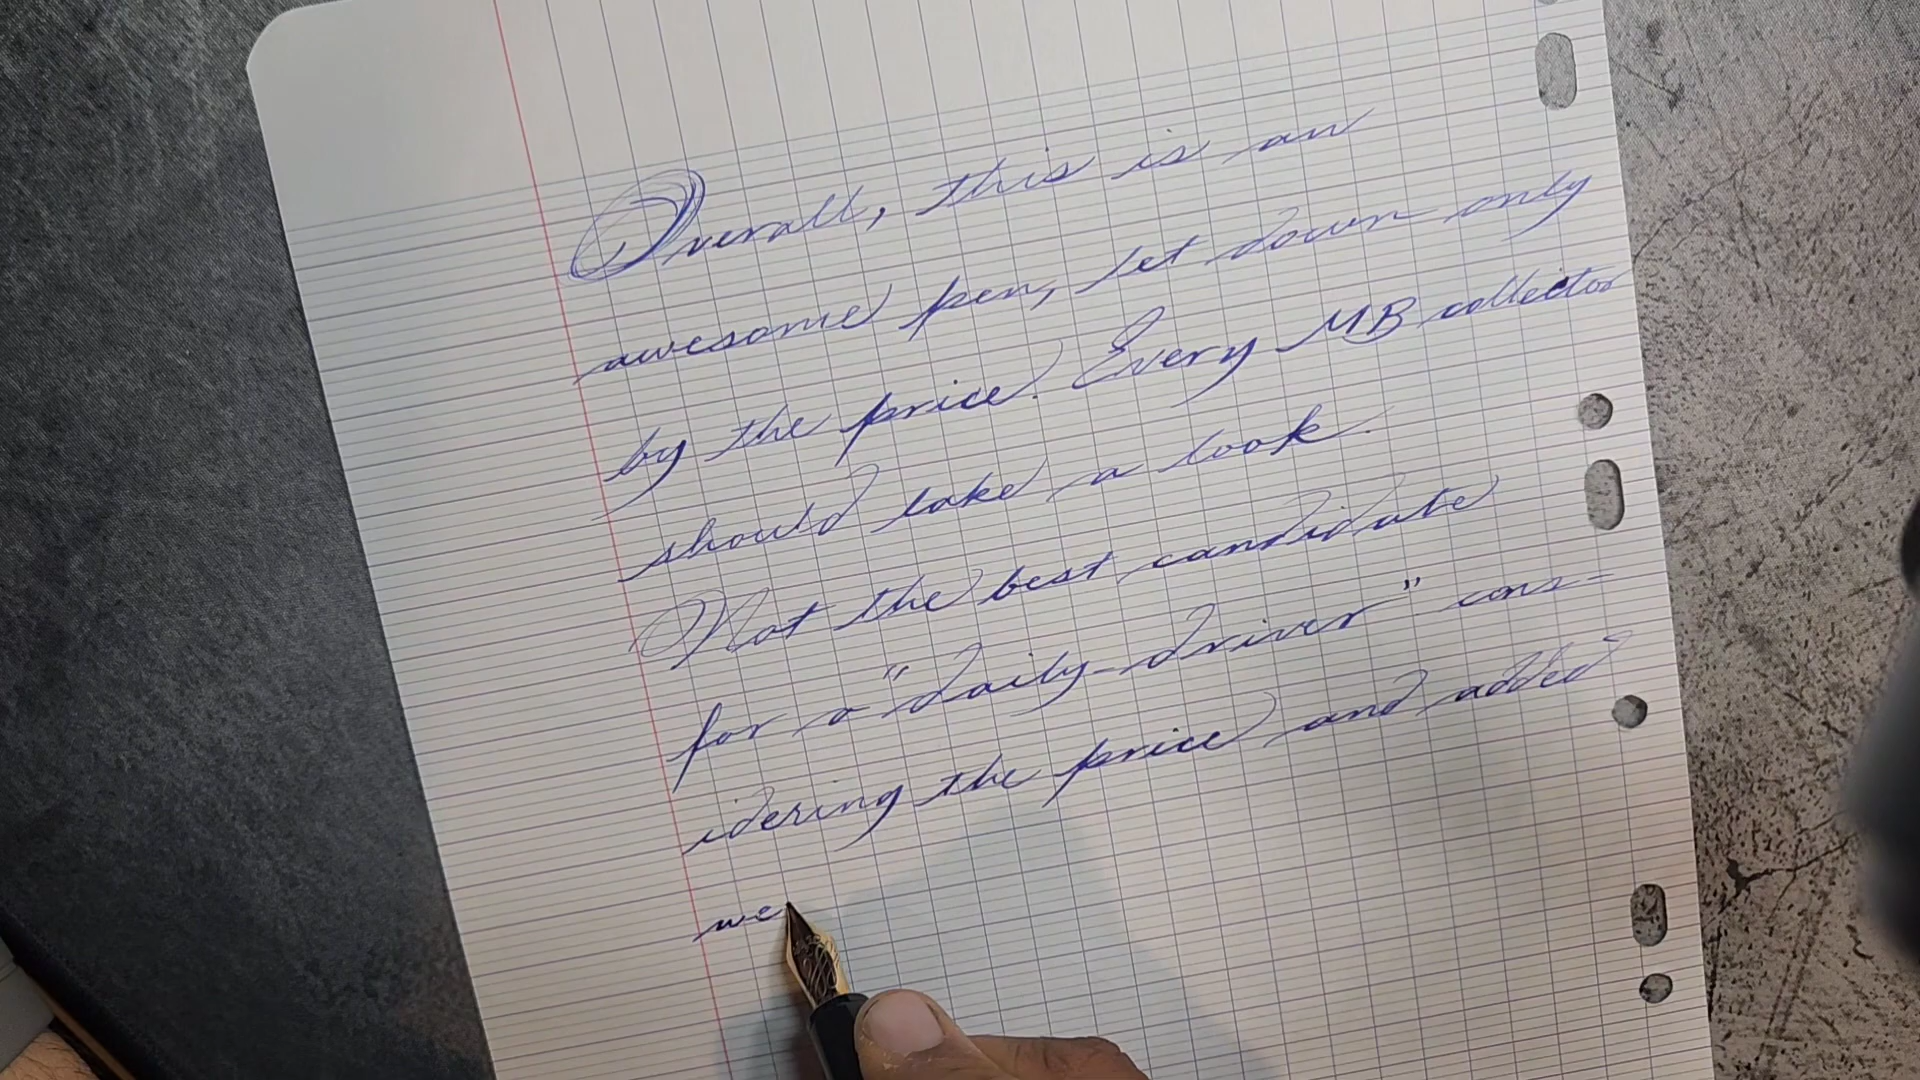 Overall, this is an
awesome pen, let down only
by the price. Every MB collector
should take a look.
Not the best candidate
for a "daily-driver" cons-
idering the price and added
we